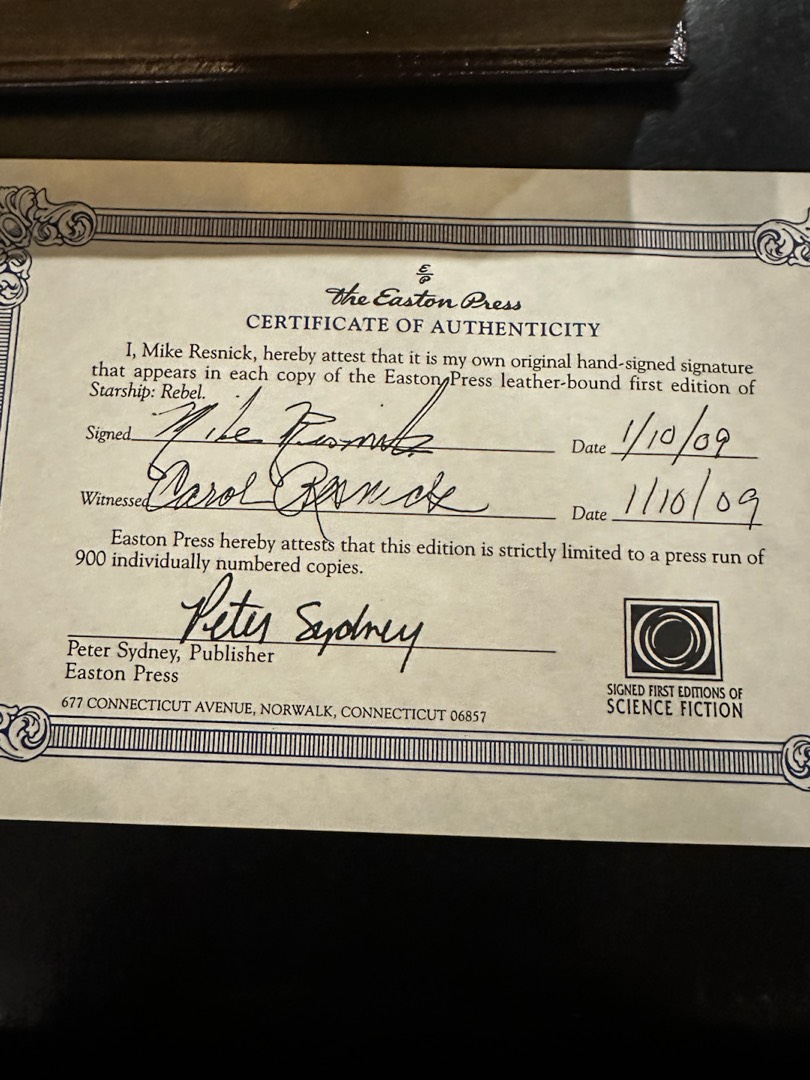 E
P
the Easton Press
CERTIFICATE OF AUTHENTICITY
I, Mike Resnick, hereby attest that it is my own original hand-signed signature
that appears in each copy of the Easton Press leather-bound first edition of
Starship: Rebel.
Signed Mike Resnick Date 1/10/09
Witnessed Carol Resnick Date 1/10/09
Easton Press hereby attests that this edition is strictly limited to a press run of
900 individually numbered copies.
Peter Sydney
Peter Sydney, Publisher
Easton Press
677 CONNECTICUT AVENUE, NORWALK, CONNECTICUT 06857
SIGNED FIRST EDITIONS OF
SCIENCE FICTION